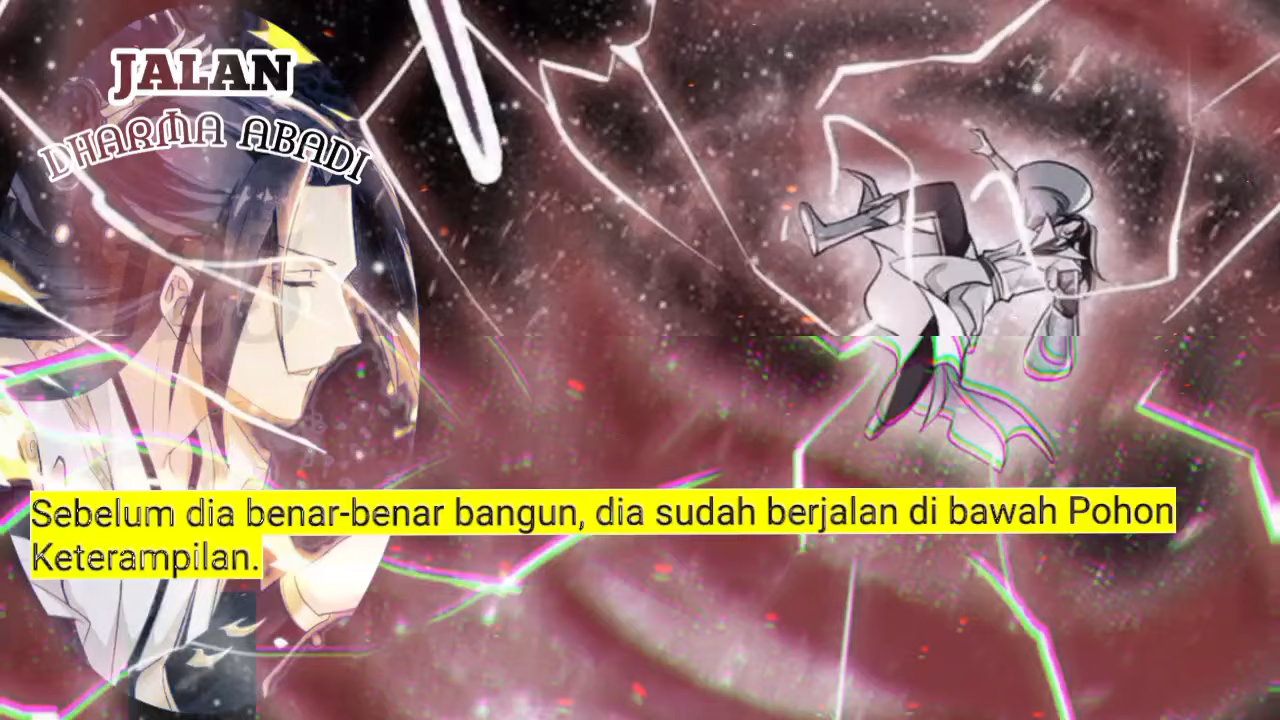 JALAN
DHARMA ABADI
Sebelum dia benar-benar bangun, dia sudah berjalan di bawah Pohon
Keterampilan.